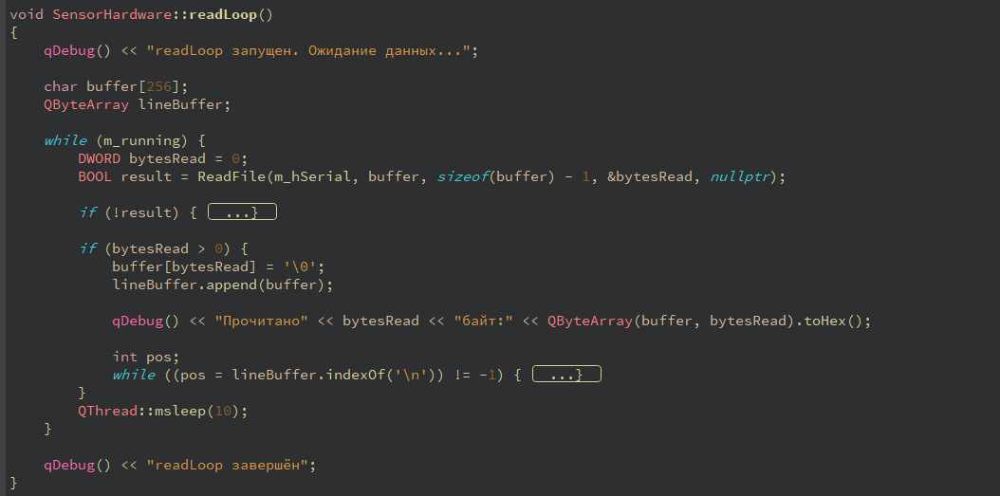 void SensorHardware::readLoop()
{
qDebug() << "readLoop запущен. Ожидание данных...";
char buffer[256];
QByteArray lineBuffer;
while (m_running) {
DWORD bytesRead = 0;
BOOL result = ReadFile(m_hSerial, buffer, sizeof(buffer) - 1, &bytesRead, nullptr);
if (!result) { ...}
if (bytesRead > 0) {
buffer[bytesRead] = '\0';
lineBuffer.append(buffer);
qDebug() << "Прочитано" << bytesRead << "байт:" << QByteArray(buffer, bytesRead).toHex();
int pos;
while ((pos = lineBuffer.indexOf('\n')) != -1) { ...}
}
QThread::msleep(10);
}
qDebug() << "readLoop завершён";
}